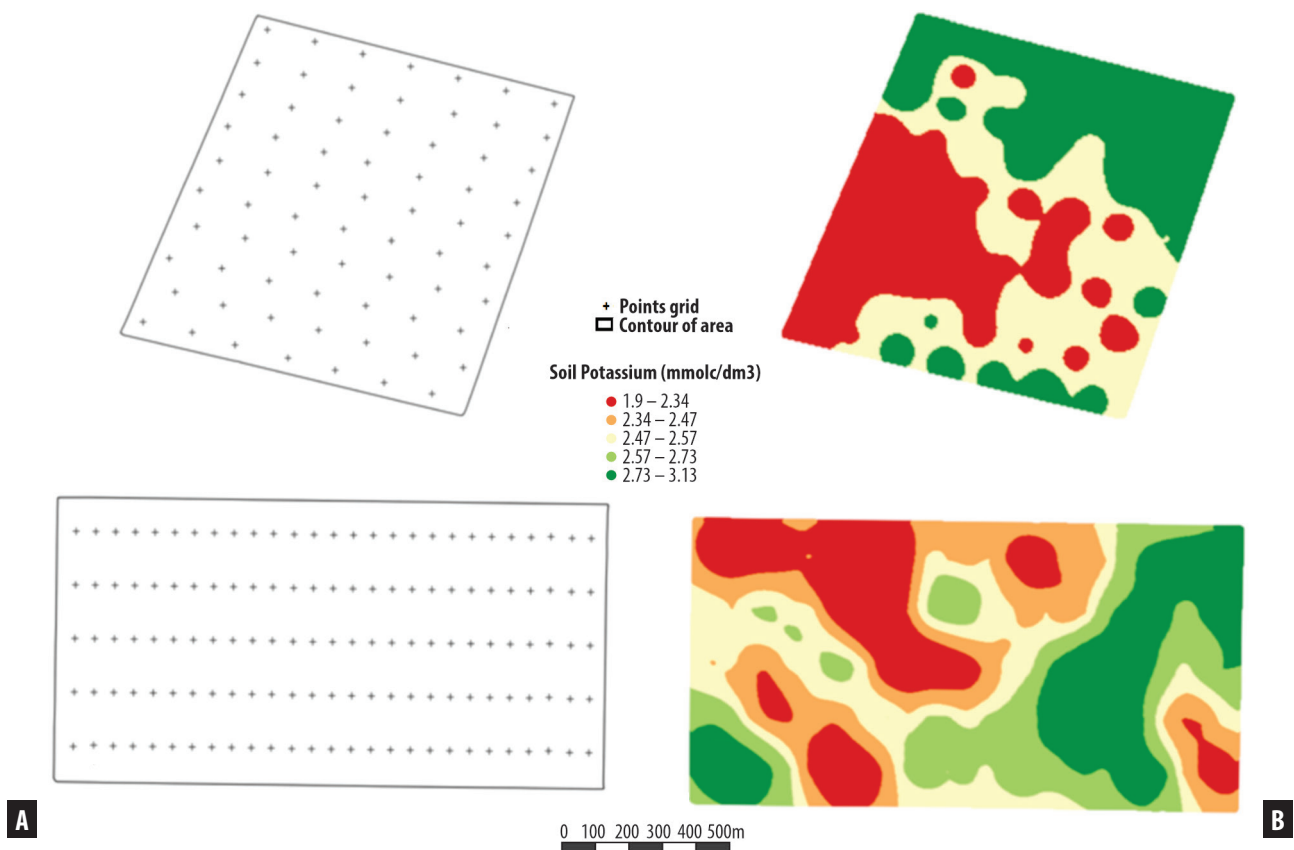 Points grid
Contour of area
Soil Potassium (mmolc/dm3)
1.9 – 2.34
2.34 – 2.47
2.47 – 2.57
2.57 – 2.73
2.73 – 3.13
A
B
0 100 200 300 400 500m